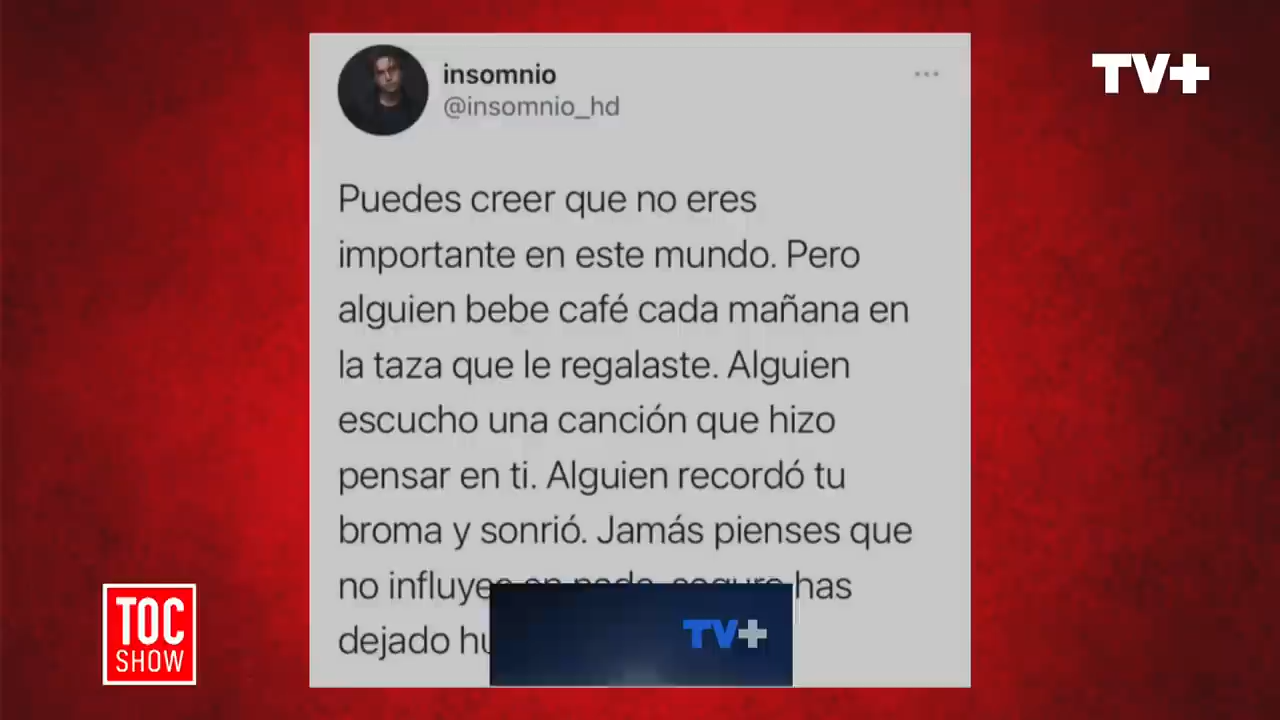 insomnio
@insomnio_hd
TV+
Puedes creer que no eres
importante en este mundo. Pero
alguien bebe café cada mañana en
la taza que le regalaste. Alguien
escucho una canción que hizo
pensar en ti. Alguien recordó tu
broma y sonrió. Jamás pienses que
no has
dejado
TV+
TOC
SHOW